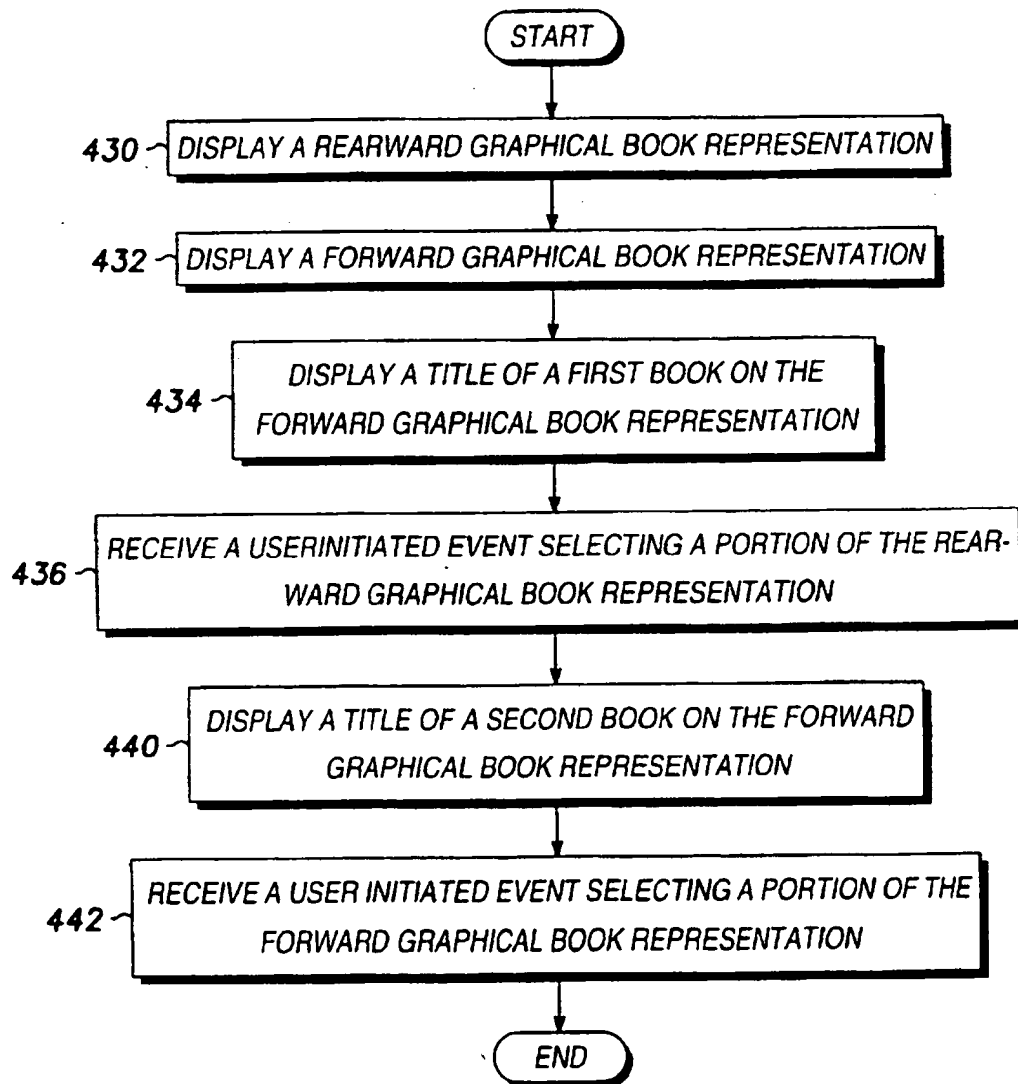 START
430 DISPLAY A REARWARD GRAPHICAL BOOK REPRESENTATION
432 DISPLAY A FORWARD GRAPHICAL BOOK REPRESENTATION
DISPLAY A TITLE OF A FIRST BOOK ON THE
434 FORWARD GRAPHICAL BOOK REPRESENTATION
RECEIVE A USERINITIATED EVENT SELECTING A PORTION OF THE REAR-
436 WARD GRAPHICAL BOOK REPRESENTATION
DISPLAY A TITLE OF A SECOND BOOK ON THE FORWARD
440 GRAPHICAL BOOK REPRESENTATION
RECEIVE A USER INITIATED EVENT SELECTING A PORTION OF THE
442 FORWARD GRAPHICAL BOOK REPRESENTATION
END